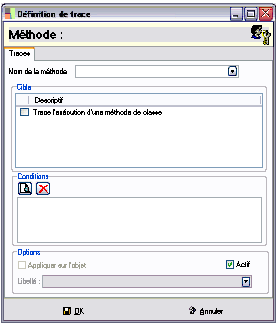 Définition de trace
Méthode :
Traces
Nom de la méthode
Cible
Descriptif
Trace l'exécution d'une méthode de classe
Conditions
Options
Appliquer sur l'objet
Actif
Libellé :
OK
Annuler